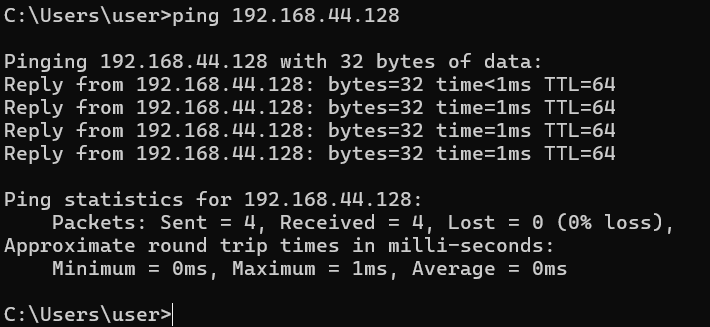 C:\Users\user>ping 192.168.44.128
Pinging 192.168.44.128 with 32 bytes of data:
Reply from 192.168.44.128: bytes=32 time<1ms TTL=64
Reply from 192.168.44.128: bytes=32 time=1ms TTL=64
Reply from 192.168.44.128: bytes=32 time=1ms TTL=64
Reply from 192.168.44.128: bytes=32 time=1ms TTL=64
Ping statistics for 192.168.44.128:
    Packets: Sent = 4, Received = 4, Lost = 0 (0% loss),
Approximate round trip times in milli-seconds:
    Minimum = 0ms, Maximum = 1ms, Average = 0ms
C:\Users\user>